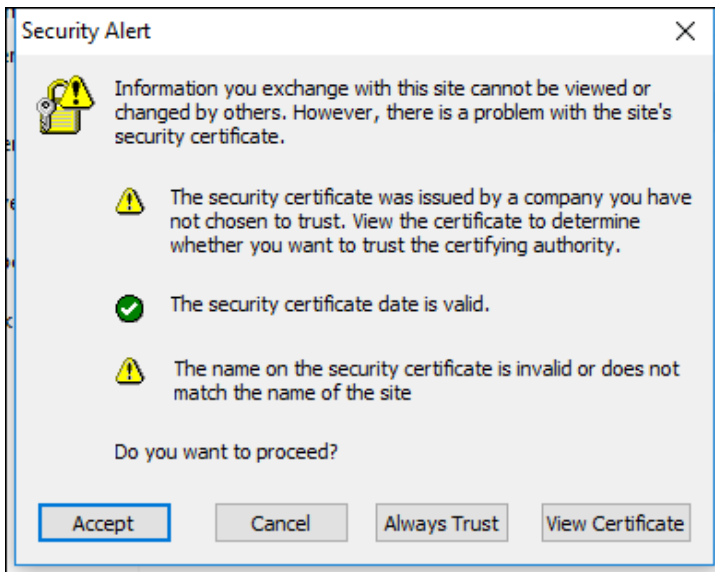 Security Alert
Information you exchange with this site cannot be viewed or
changed by others. However, there is a problem with the site's
security certificate.
The security certificate was issued by a company you have
not chosen to trust. View the certificate to determine
whether you want to trust the certifying authority.
The security certificate date is valid.
The name on the security certificate is invalid or does not
match the name of the site
Do you want to proceed?
Accept
Cancel
Always Trust
View Certificate